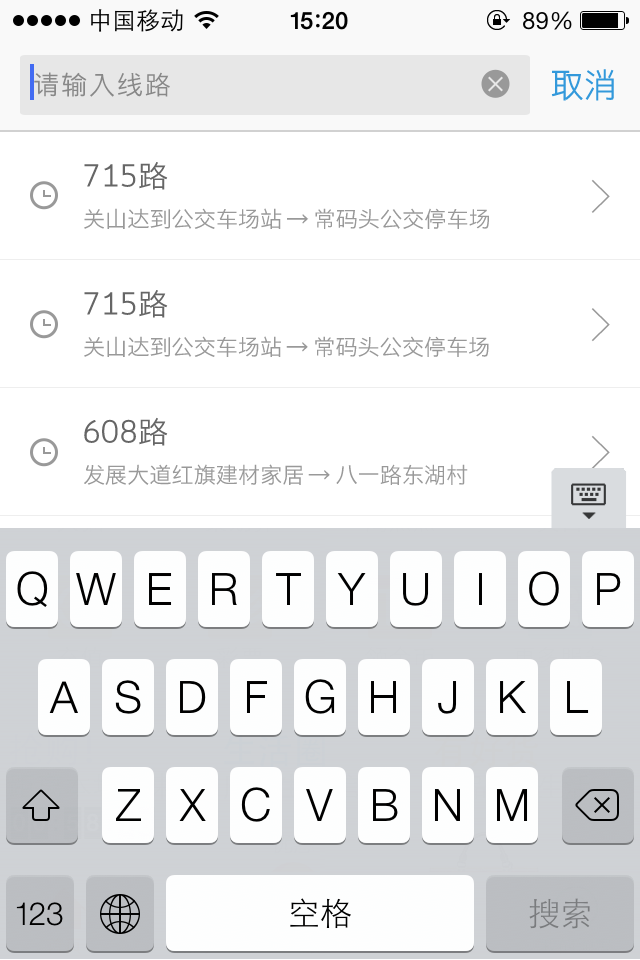 中国移动 15:20 89%
请输入线路 取消
715路
关山达到公交车场站→常码头公交停车场
715路
关山达到公交车场站→常码头公交停车场
608路
发展大道红旗建材家居→八一路东湖村
Q W E R T Y U I O P
A S D F G H J K L
Z X C V B N M
123 空格 搜索